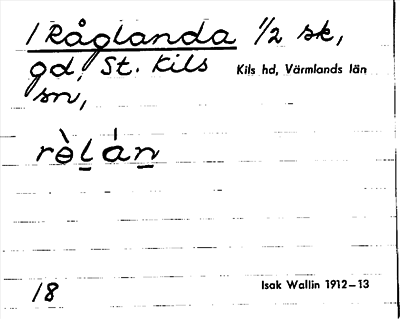 1 Råglanda 1/2 sk,
gd, St. Kils Kils hd, Värmlands län
sn,
rə̀l̲án̲
18 Isak Wallin 1912–13